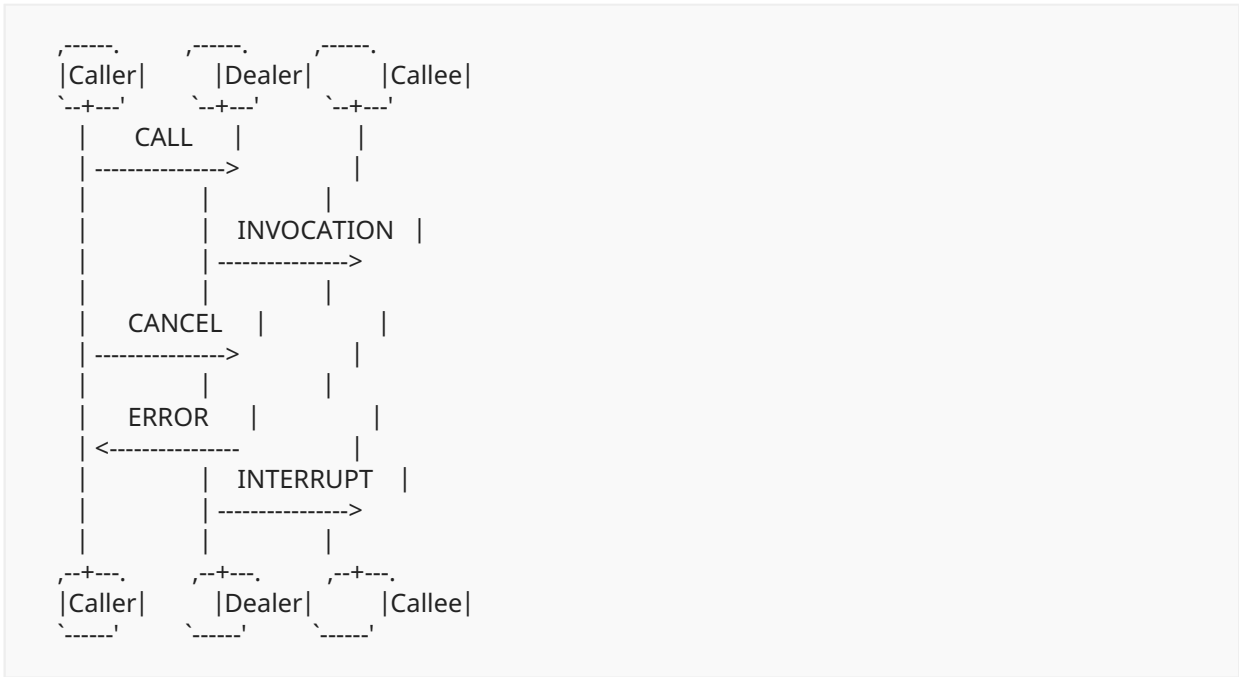 ,------.          ,------.          ,------.
|Caller|          |Dealer|          |Callee|
`--+---'          `--+---'          `--+---'
   |       CALL      |                 |
   | ---------------->                 |
   |                 |                 |
   |                 |    INVOCATION   |
   |                 | ---------------->
   |                 |                 |
   |      CANCEL     |                 |
   | ---------------->                 |
   |                 |                 |
   |      ERROR      |                 |
   | <----------------                 |
   |                 |    INTERRUPT    |
   |                 | ---------------->
   |                 |                 |
,--+---.          ,--+---.          ,--+---.
|Caller|          |Dealer|          |Callee|
`------'          `------'          `------'